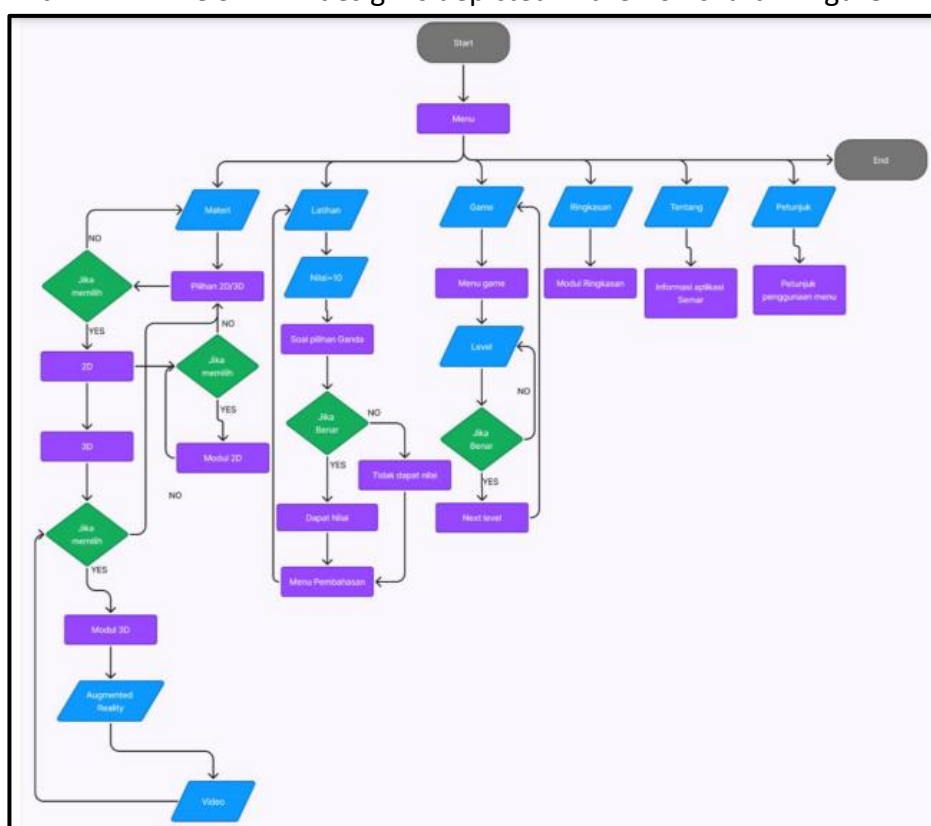 Start
Menu
End
Materi
Latihan
Game
Ringkasan
Tentang
Petunjuk
NO
Jika
memilih
Pilihan 2D/3D
Nilai=10
Menu game
Modul Ringkasan
Informasi aplikasi
Semar
Petunjuk
penggunaan menu
YES
NO
2D
Jika
memilih
Soal pilihan Ganda
Level
NO
YES
3D
Modul 2D
Jika
Benar
NO
Jika
Benar
YES
Tidak dapat nilai
YES
NO
Jika
memilih
Dapat Nilai
Next level
YES
Menu Pembahasan
Modul 3D
Augmented
Reality
Video